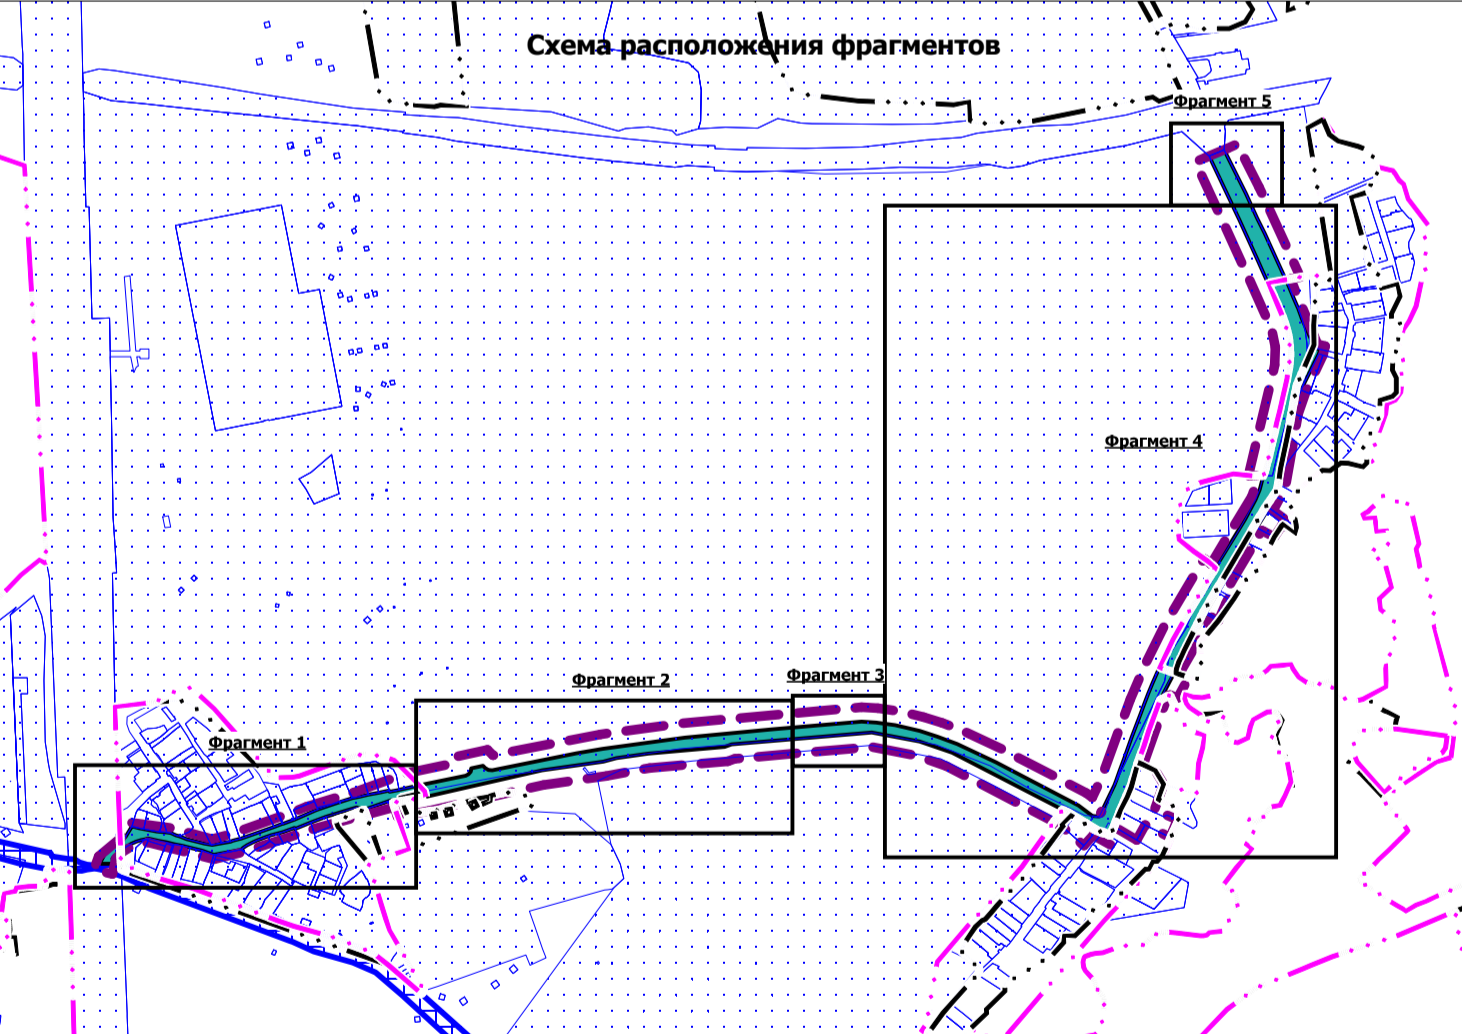 Схема расположения фрагментов
Фрагмент 5
Фрагмент 4
Фрагмент 3
Фрагмент 2
Фрагмент 1